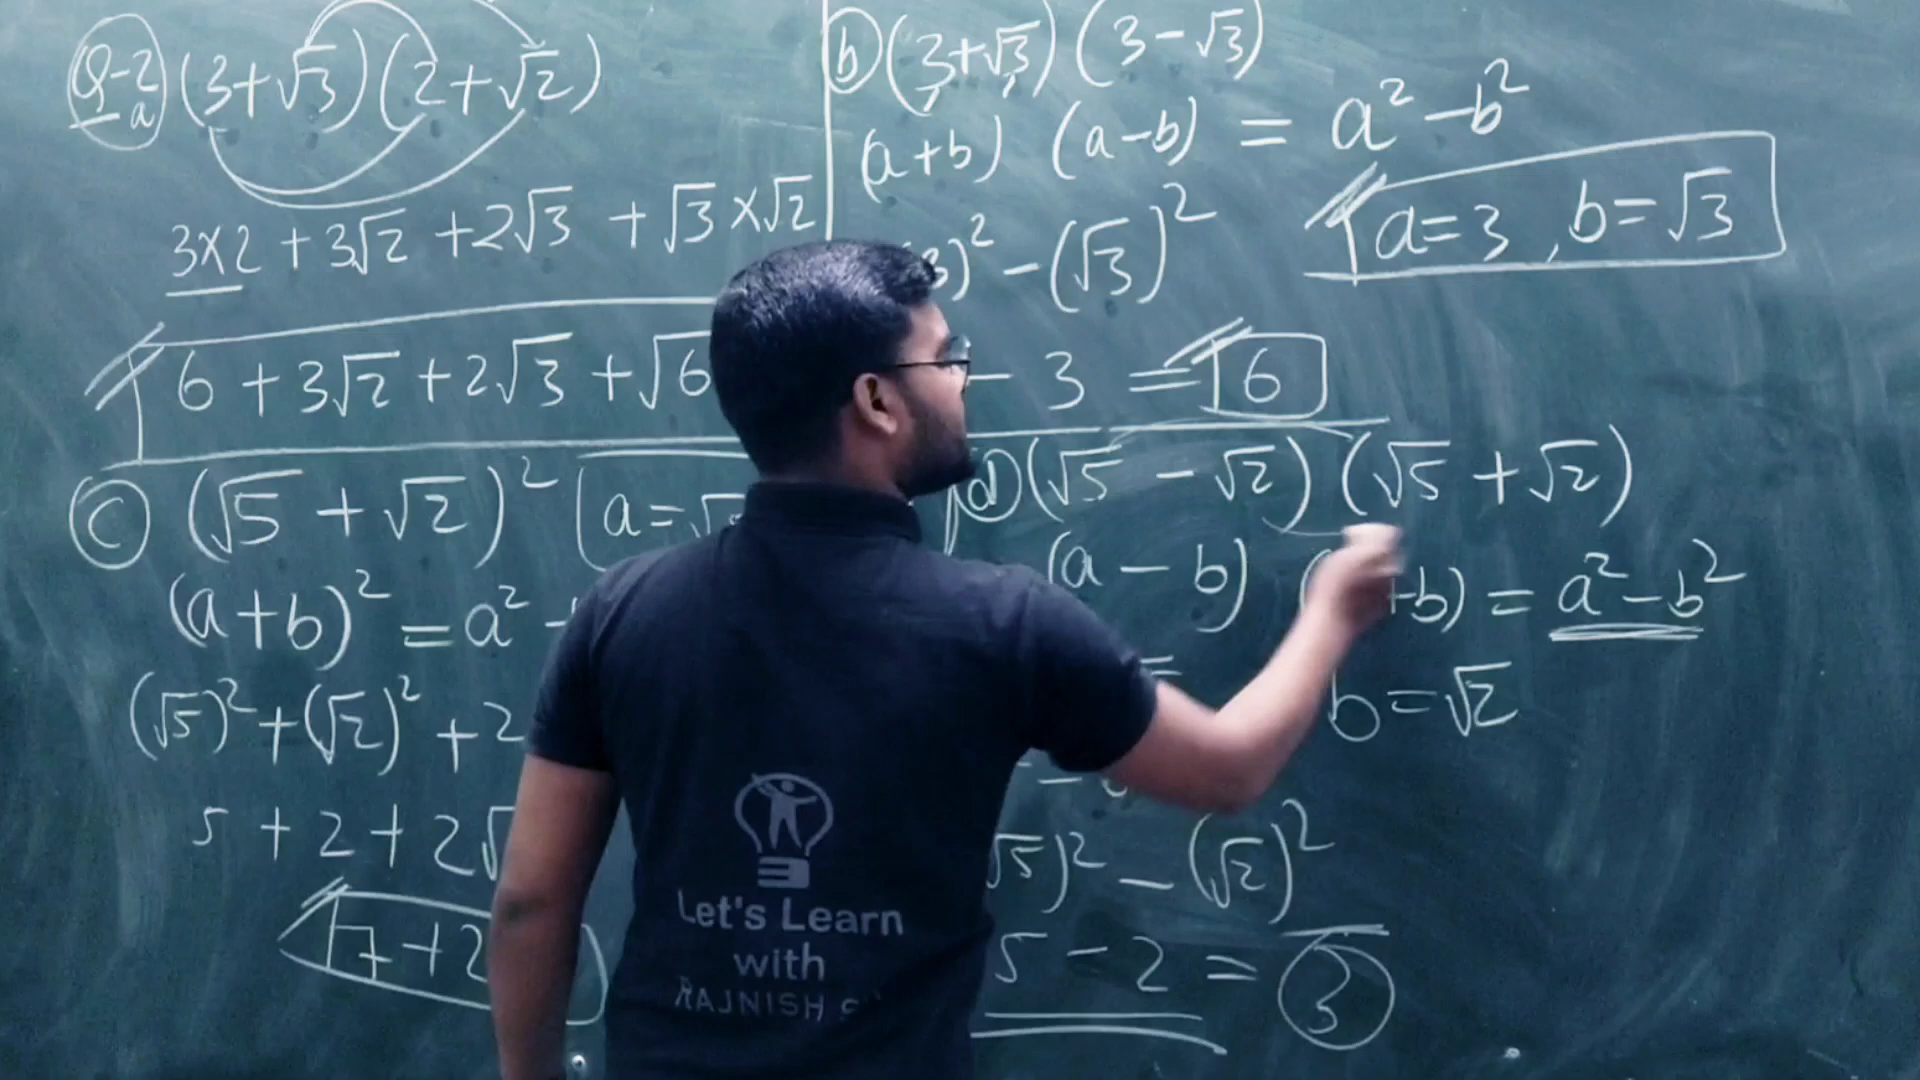 Q-2 a (3+√3)(2+√2)
3×2 + 3√2 + 2√3 + √3×√2
6 + 3√2 + 2√3 + √6
b (3+√3) (3-√3)
(a+b) (a-b) = a² - b²
a=3, b=√3
3)² - (√3)²
- 3 = 6
c (√5 + √2)² a=√
(a+b)² = a²
(√5)² + (√2)² + 2
5 + 2 + 2√
7 + 2
d (√5 - √2) (√5 + √2)
(a - b) +b) = a² - b²
b = √2
√5)² - (√2)²
5 - 2 = 3
Let's Learn
with
RAJNISH